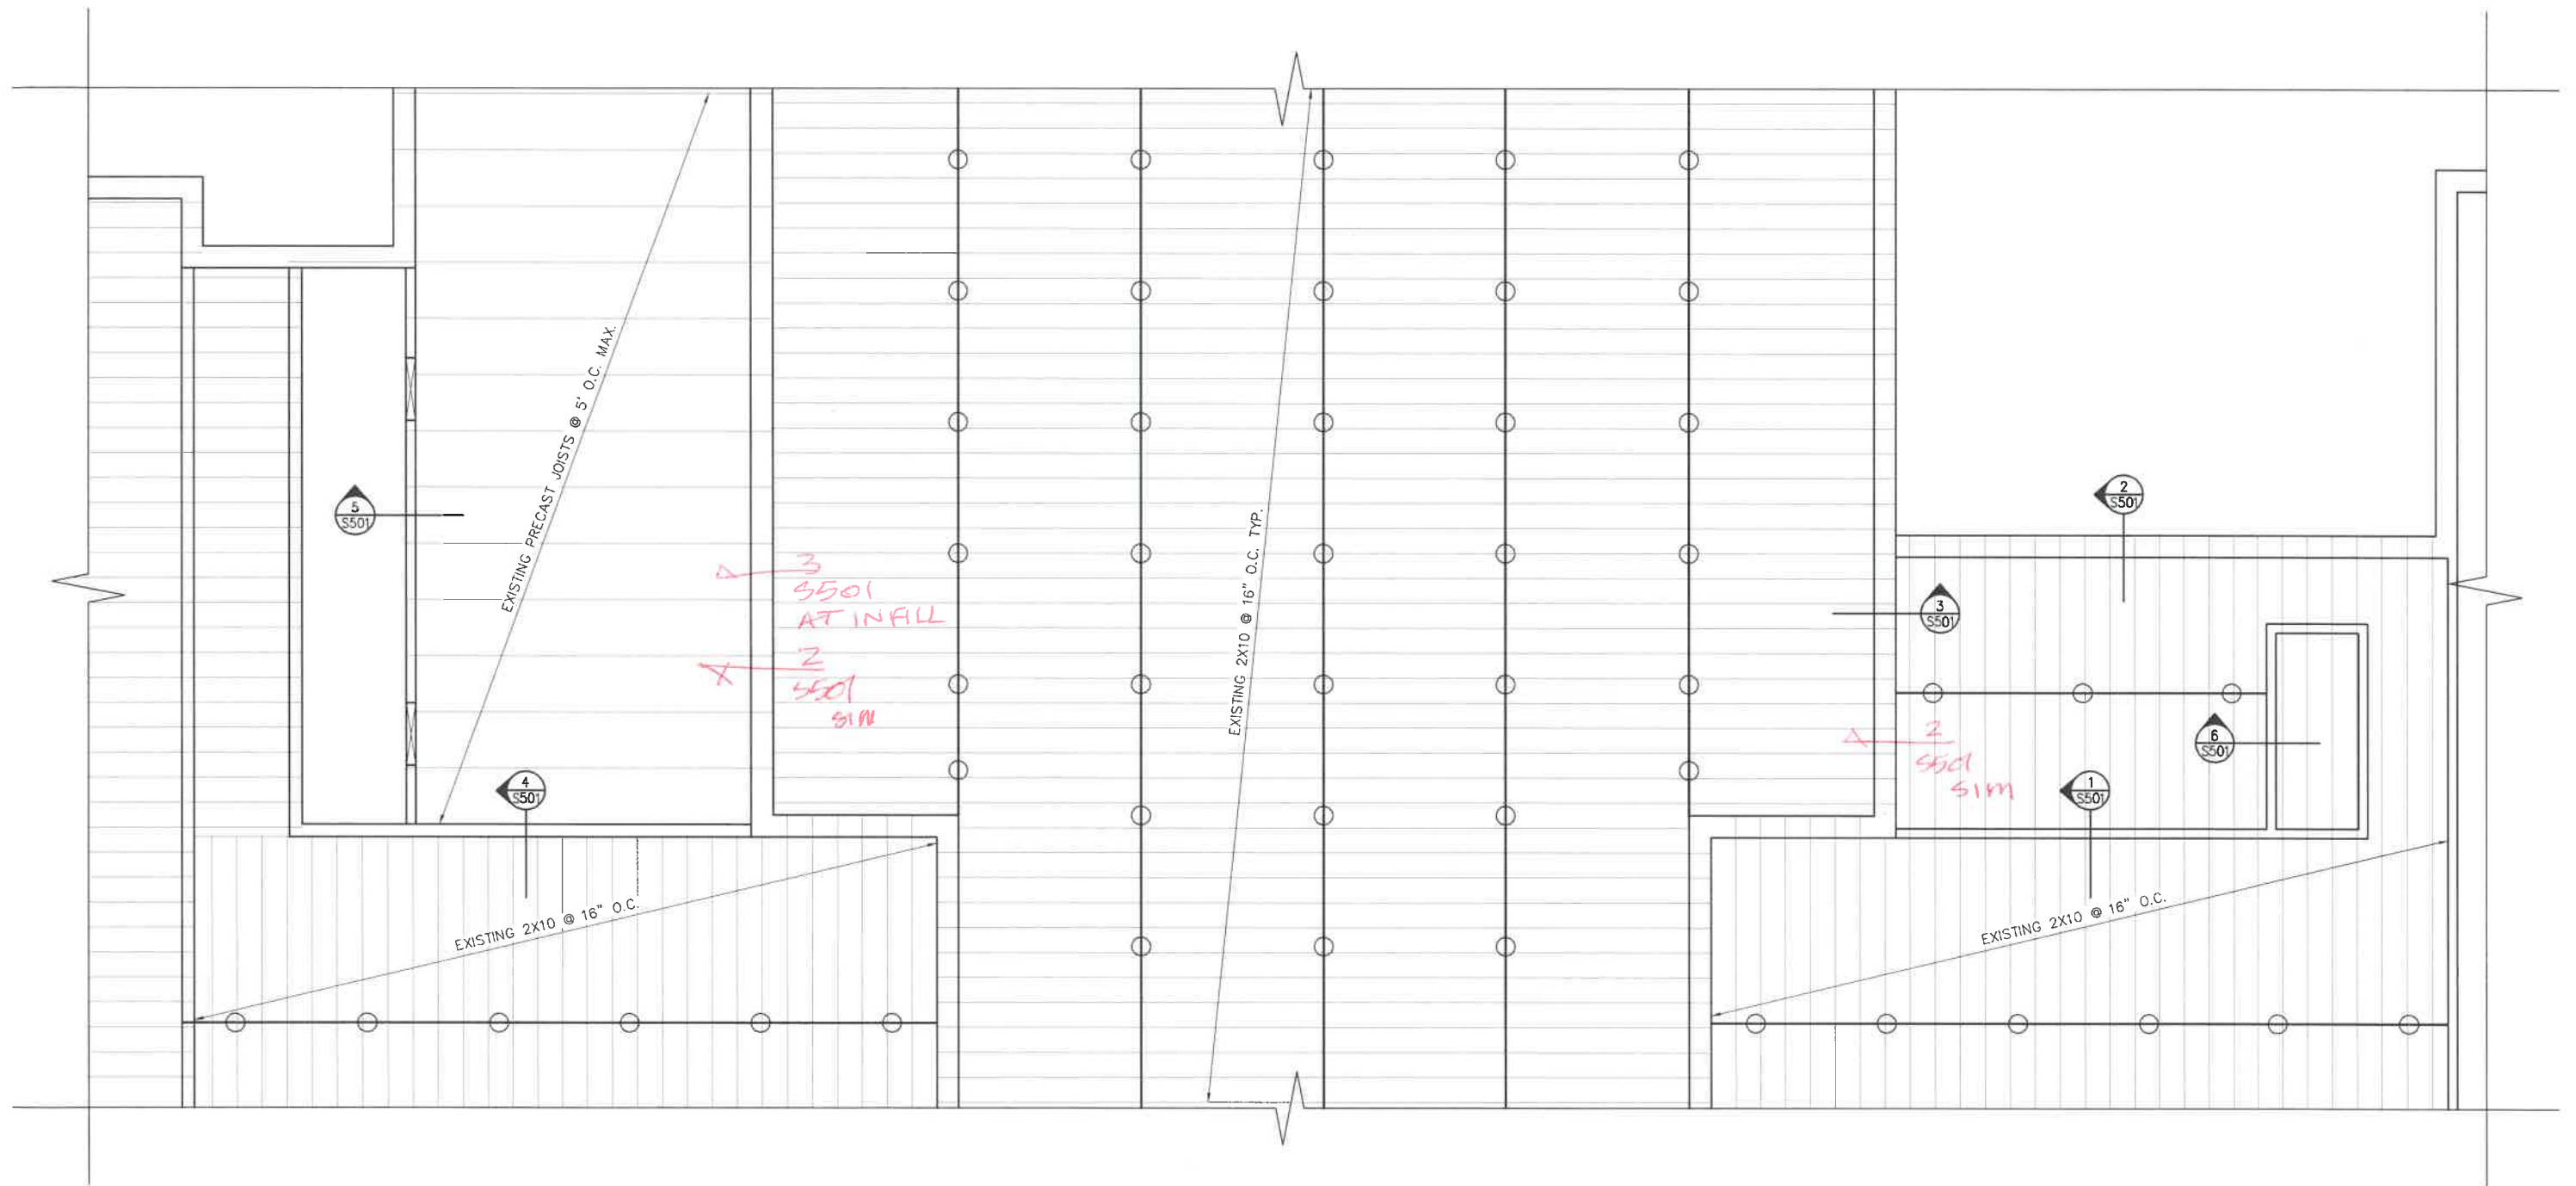 EXISTING PRECAST JOISTS @ 5' O.C. MAX.
5
S501
3
S501
AT INFILL
2
S501
SIM
4
S501
EXISTING 2X10 @ 16" O.C.
EXISTING 2X10 @ 16" O.C. TYP.
2
S501
3
S501
2
S501
SIM
6
S501
1
S501
EXISTING 2X10 @ 16" O.C.